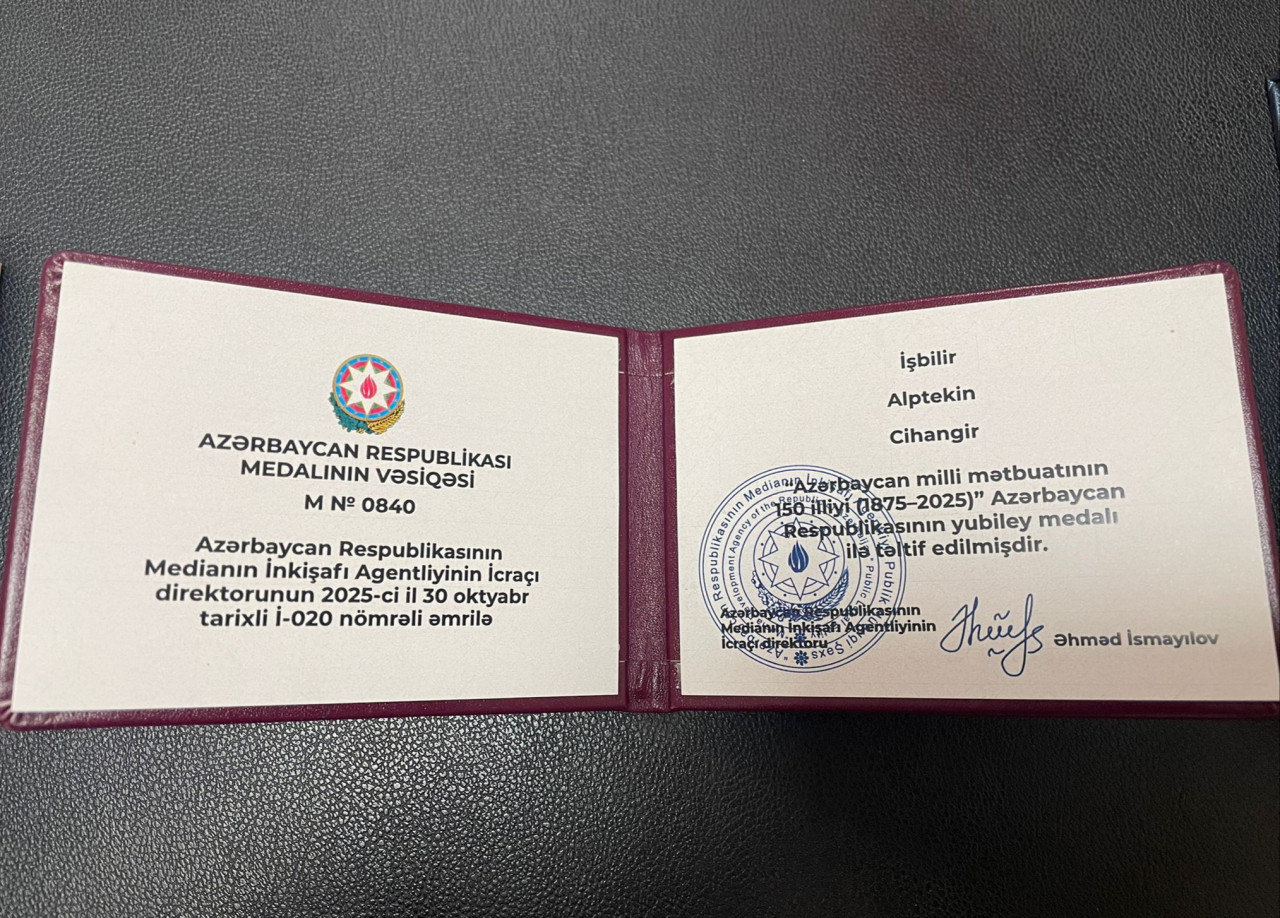 AZƏRBAYCAN RESPUBLİKASI
MEDALININ VƏSİQƏSİ
M № 0840
Azərbaycan Respublikasının
Medianın İnkişafı Agentliyinin İcraçı
direktorunun 2025-ci il 30 oktyabr
tarixli İ-020 nömrəli əmrilə
İşbilir
Alptekin
Cihangir
“Azərbaycan milli mətbuatının
150 illiyi (1875–2025)” Azərbaycan
Respublikasının yubiley medalı
ilə təltif edilmişdir.
Azərbaycan Respublikasının
Medianın İnkişafı Agentliyinin
İcraçı direktoru
Əhməd İsmayılov